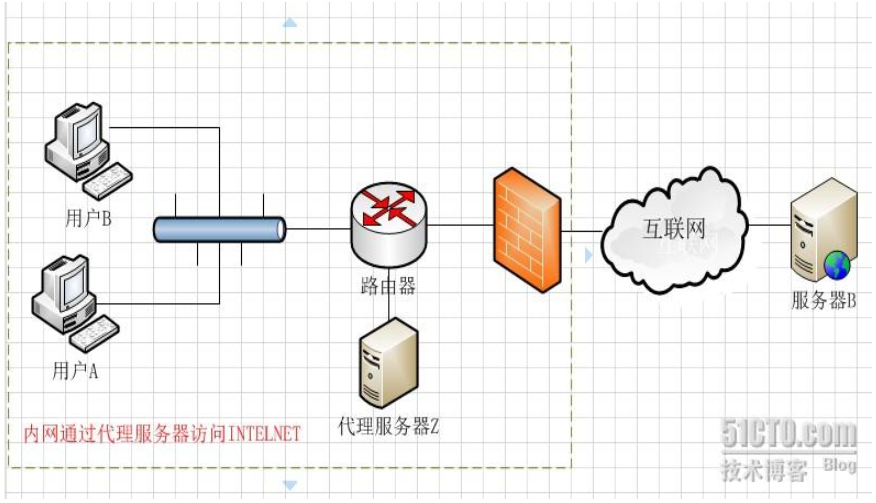 用户B
用户A
路由器
代理服务器Z
互联网
服务器B
内网通过代理服务器访问INTELNET
51CTO.com
技术博客 Blog